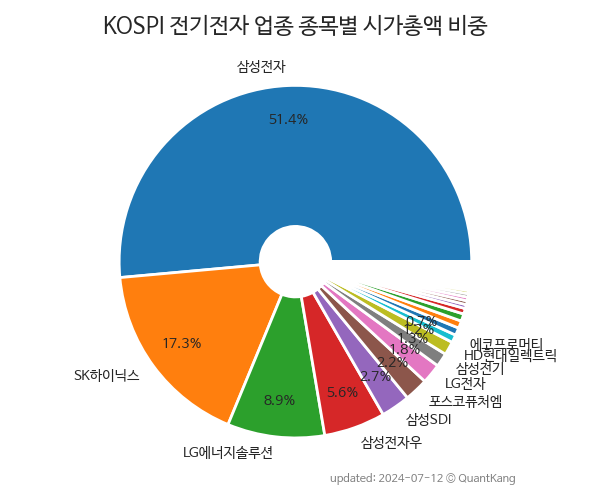 KOSPI 전기전자 업종 종목별 시가총액 비중
삼성전자
51.4%
17.3%
SK하이닉스
8.9%
LG에너지솔루션
5.6%
삼성전자우
2.7%
삼성SDI
2.2%
포스코퓨처엠
1.8%
LG전자
1.3%
삼성전기
1.2%
HD현대일렉트릭
0.7%
에코프로머티
updated: 2024-07-12 © QuantKang